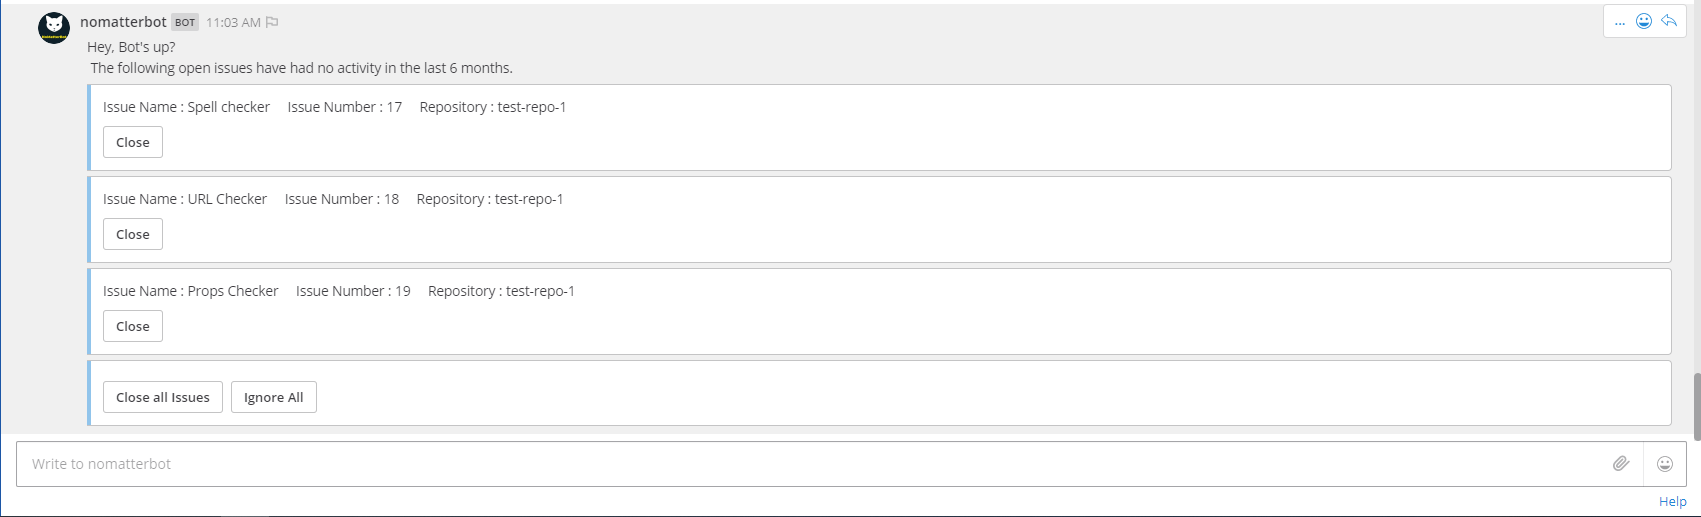 nomatterbot BOT 11:03 AM
Hey, Bot's up?
The following open issues have had no activity in the last 6 months.
Issue Name : Spell checker Issue Number : 17 Repository : test-repo-1
Close
Issue Name : URL Checker Issue Number : 18 Repository : test-repo-1
Close
Issue Name : Props Checker Issue Number : 19 Repository : test-repo-1
Close
Close all Issues Ignore All
Write to nomatterbot
Help